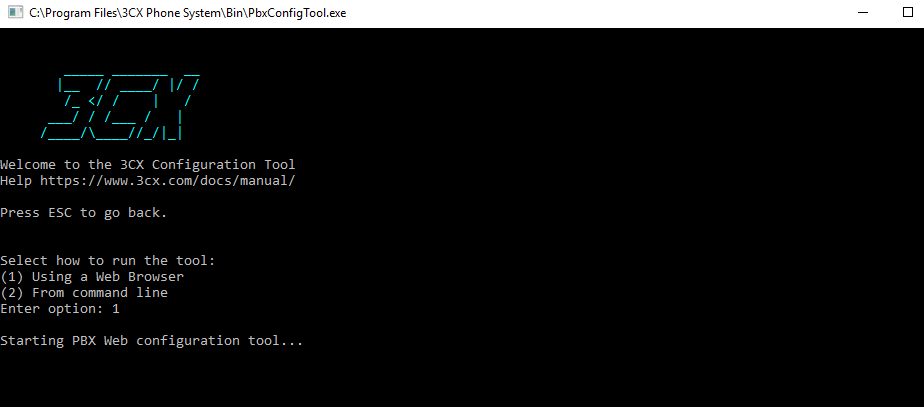 C:\Program Files\3CX Phone System\Bin\PbxConfigTool.exe
3CX
Welcome to the 3CX Configuration Tool
Help https://www.3cx.com/docs/manual/
Press ESC to go back.
Select how to run the tool:
(1) Using a Web Browser
(2) From command line
Enter option: 1
Starting PBX Web configuration tool...